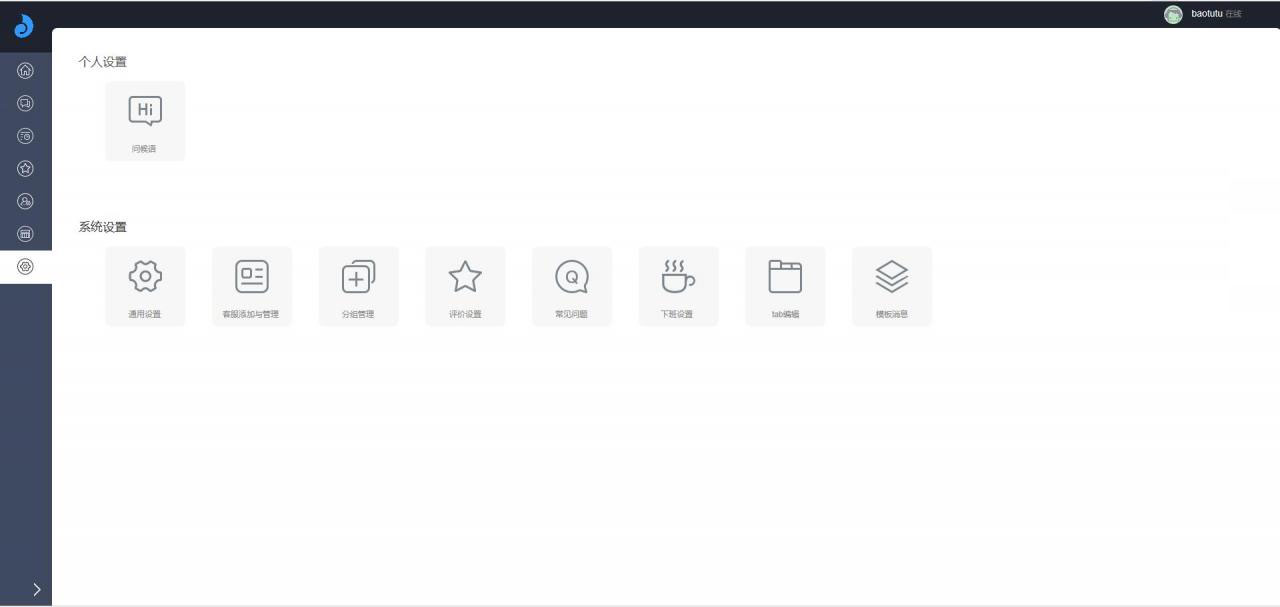 baotutu 在线
个人设置
Hi
问候语
系统设置
通用设置
客服添加与管理
分组管理
评价设置
Q
常见问题
下班设置
tab编辑
模板消息